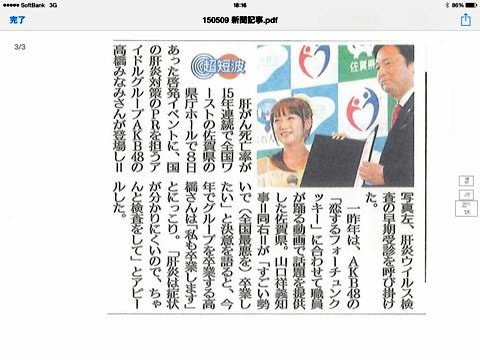 SoftBank 3G
18:16
86%
完了
150509 新聞記事.pdf
3/3
超短波
佐賀県
肝がん死亡率が
15年連続で全国ワ
ーストの佐賀県の
県庁ホールで8日
あった啓発イベントに、国
の肝炎対策のPRを担うア
イドルグループAKB48の
高橋みなみさんが登場し＝
写真左、肝炎ウイルス検
査の早期受診を呼び掛け
た。
一昨年は、AKB48の
「恋するフォーチュンク
ッキー」に合わせて職員
が踊る動画で話題を提供
した佐賀県。山口祥義知
事＝同右＝が「すごい勢
いで（全国最悪を）卒業し
たい」と決意を語ると、今
年でグループを卒業する高
橋さんは「私も卒業します」
とにっこり。「肝炎は症状
が分かりにくいので、ちゃ
んと検査をして」とアピー
ルした。